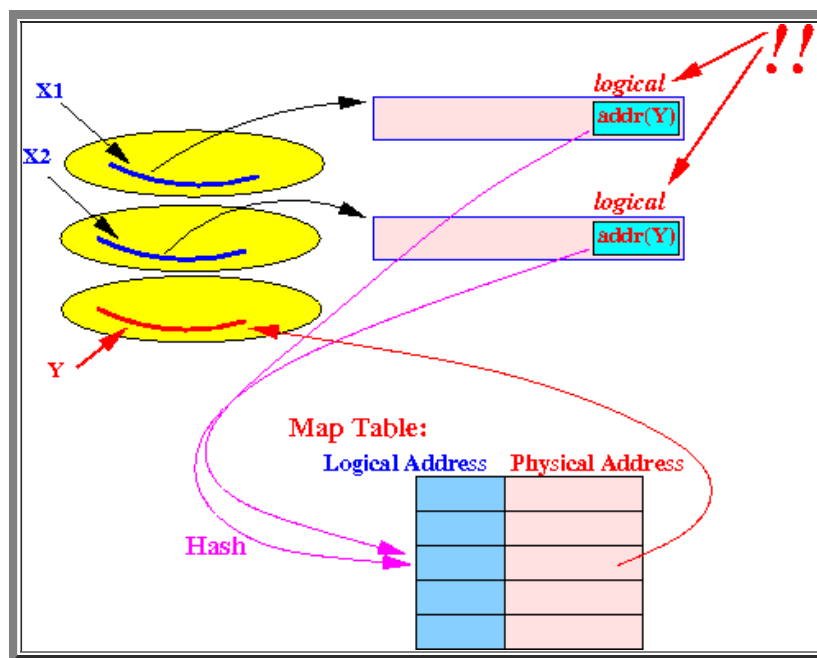 !!
logical
X1
addr(Y)
X2
logical
addr(Y)
Y
Map Table:
Logical Address Physical Address
Hash